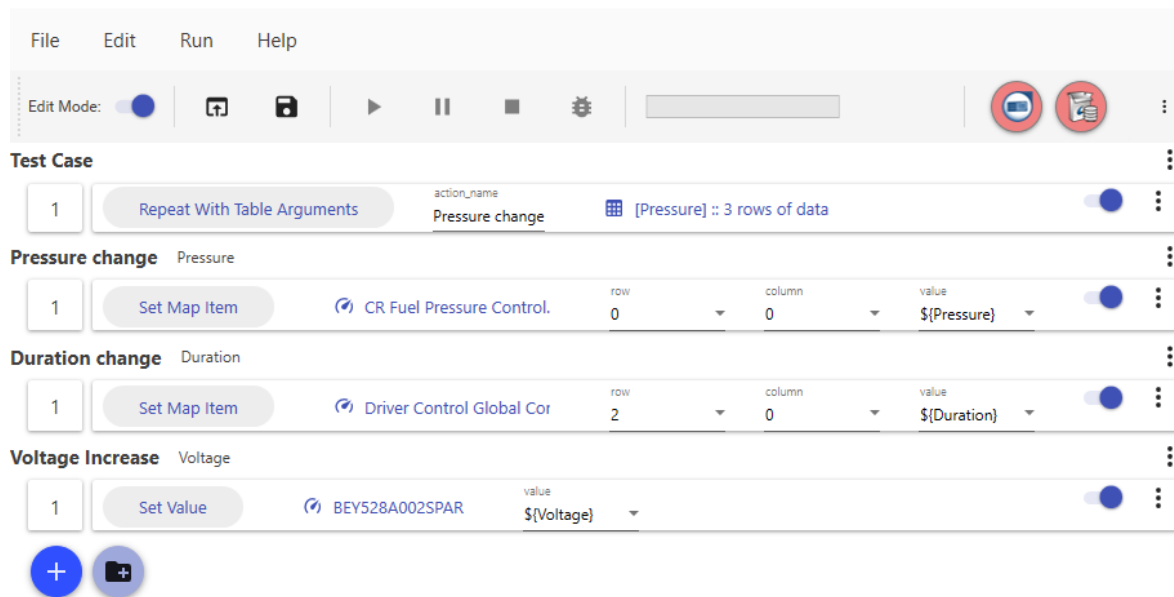 File Edit Run Help
Edit Mode:
Test Case
action_name
1 Repeat With Table Arguments Pressure change [Pressure] :: 3 rows of data
Pressure change Pressure
row column value
1 Set Map Item CR Fuel Pressure Control. 0 0 ${Pressure}
Duration change Duration
row column value
1 Set Map Item Driver Control Global Cor 2 0 ${Duration}
Voltage Increase Voltage
value
1 Set Value BEY528A002SPAR ${Voltage}